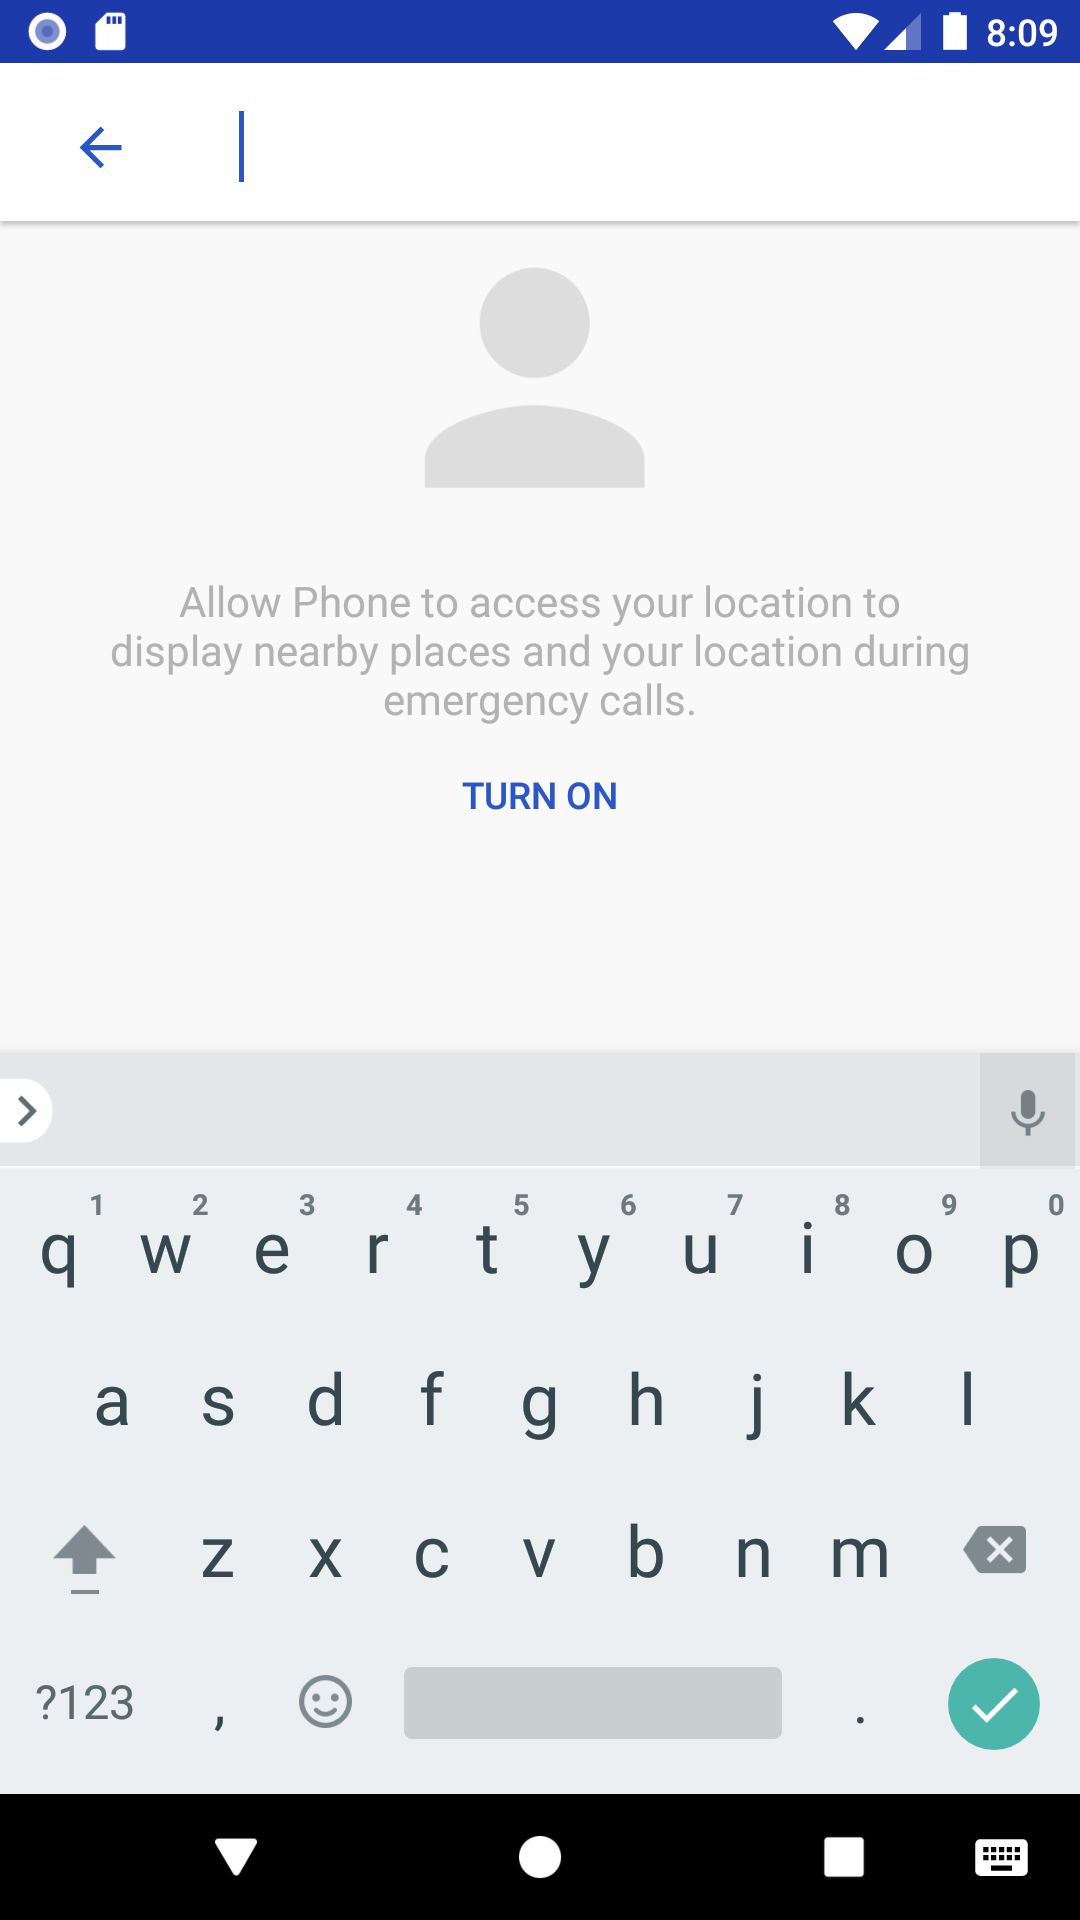 8:09
Allow Phone to access your location to
display nearby places and your location during
emergency calls.
TURN ON
1 2 3 4 5 6 7 8 9 0
q w e r t y u i o p
a s d f g h j k l
z x c v b n m
?123 , .